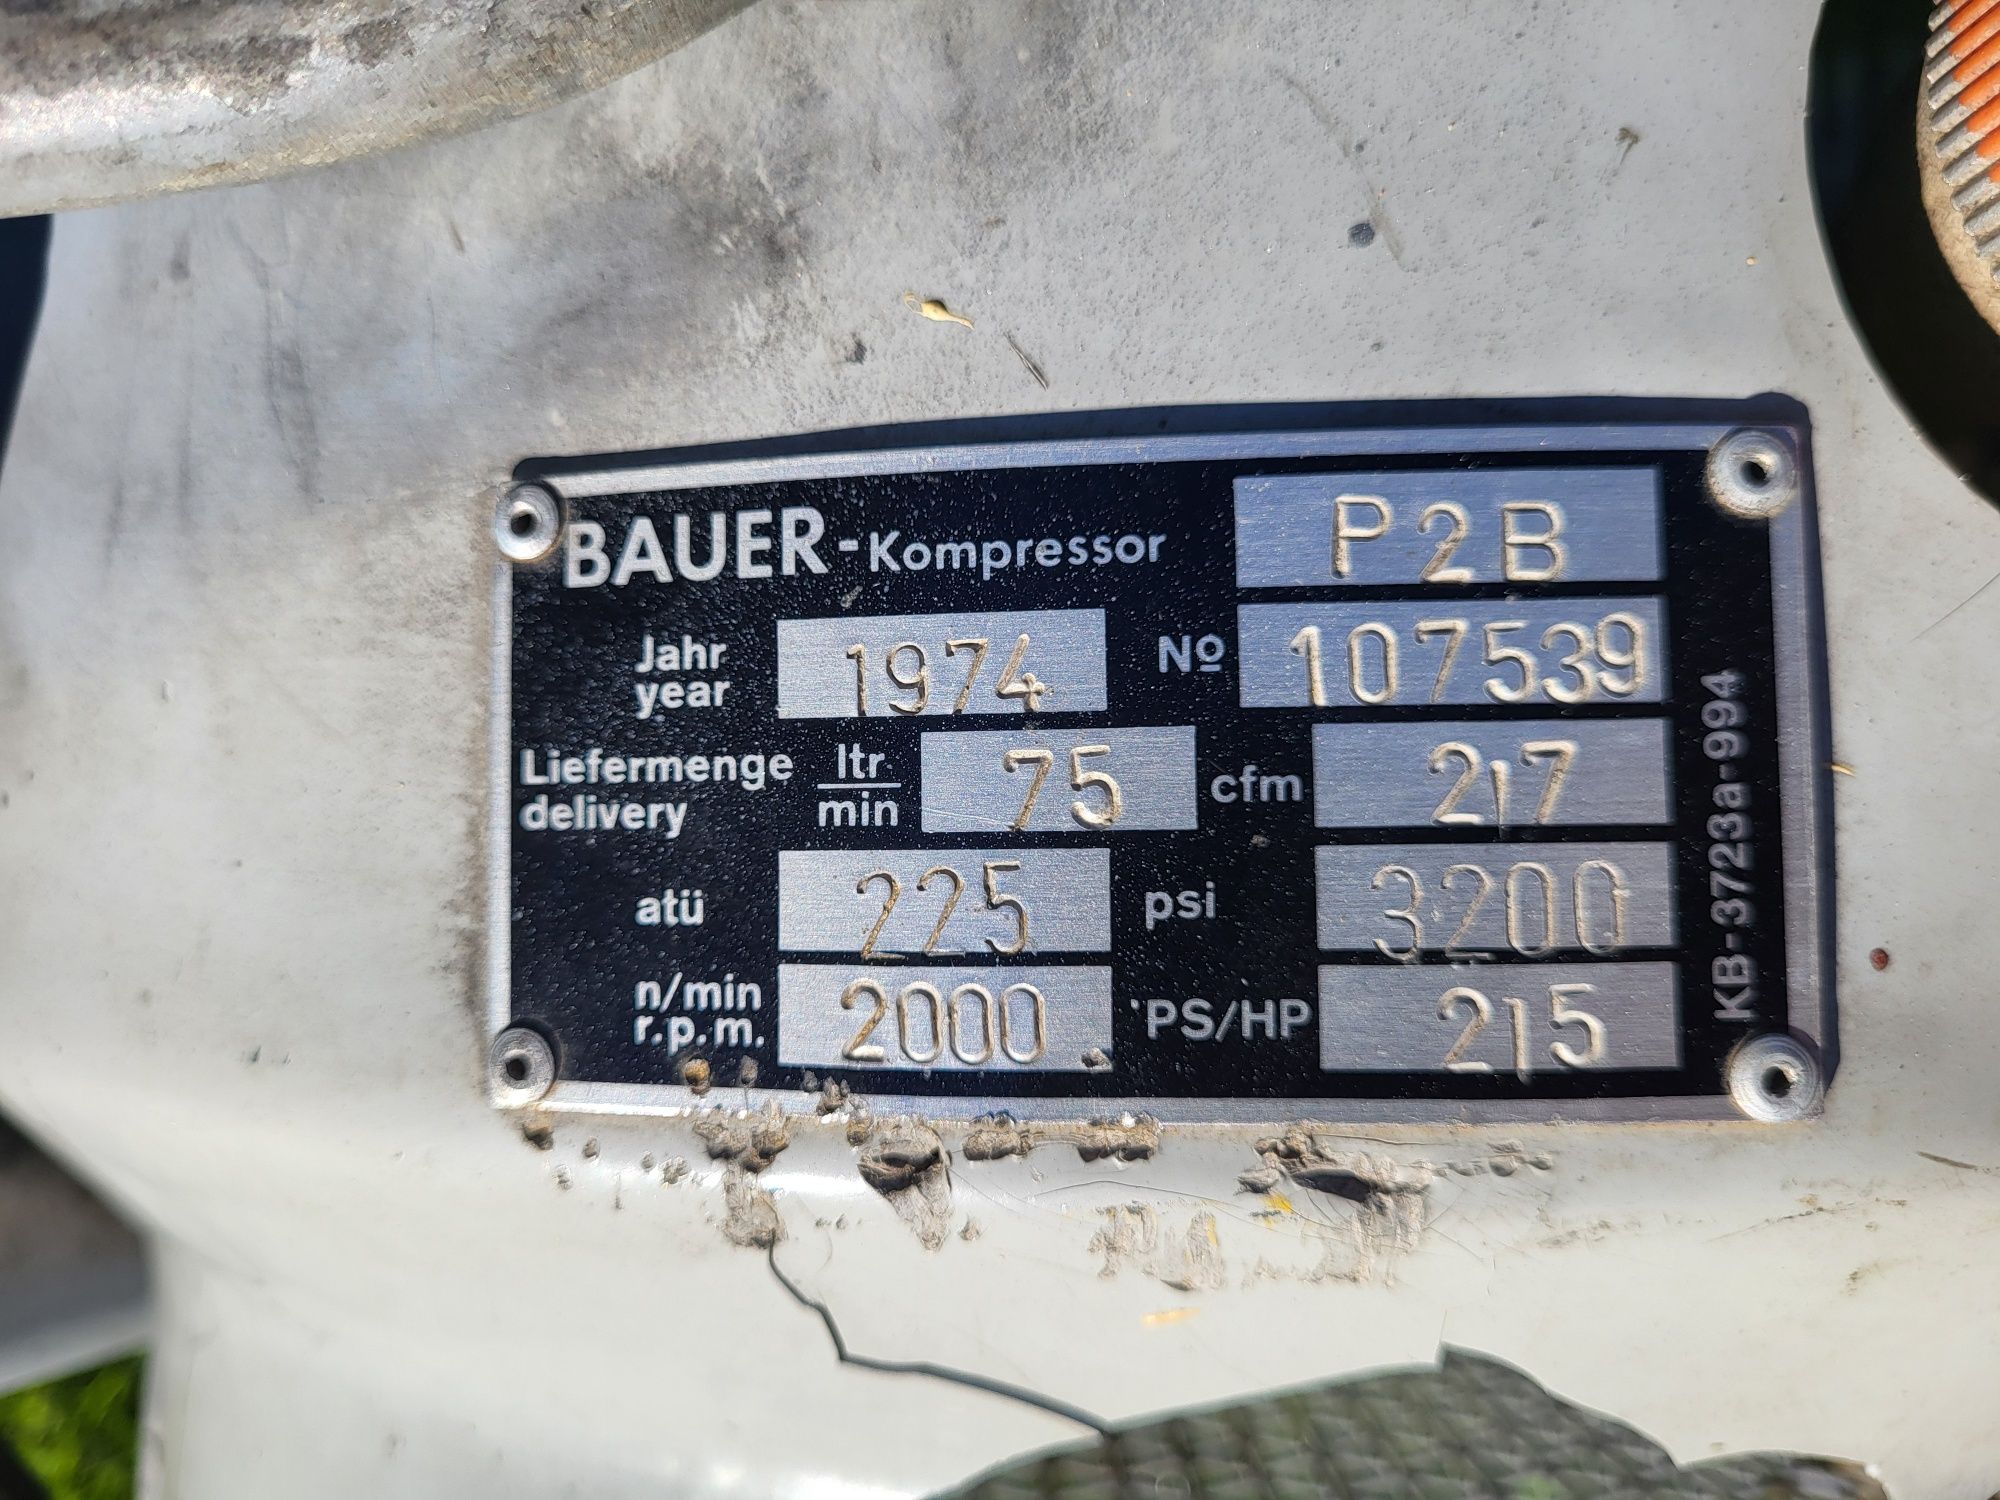 BAUER-Kompressor P2B
Jahr 1974 Nº 107539
year
Liefermenge ltr 75 cfm 2,7
delivery min
atü 225 psi 3200
n/min 2000 PS/HP 2,5
r.p.m.
KB-3723a-994